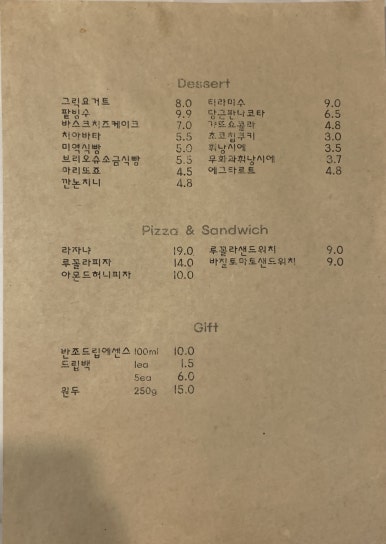 Dessert
그릭요거트 8.0 티라미수 9.0
팥빙수 9.9 당근판나코타 6.5
바스크치즈케이크 7.0 갸또쇼콜라 4.8
치아바타 5.5 초코칩쿠키 3.0
미역식빵 5.0 휘낭시에 3.5
브리오슈소금식빵 5.5 무화과휘낭시에 3.7
마리또쬬 4.5 에그타르트 4.8
깐논치니 4.8
Pizza & Sandwich
라자냐 19.0 루꼴라샌드위치 9.0
루꼴라피자 14.0 바질토마토샌드위치 9.0
아몬드허니피자 10.0
Gift
반조드립에센스 100ml 10.0
드립백 1ea 1.5
5ea 6.0
원두 250g 15.0